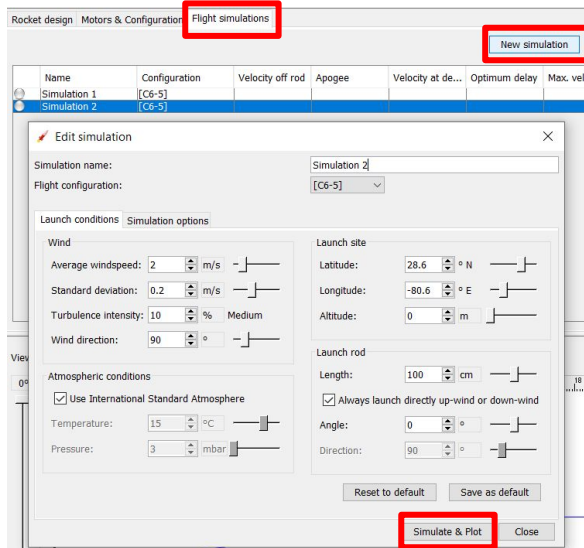 Rocket design Motors & Configuration Flight simulations
New simulation
Name Configuration Velocity off rod Apogee Velocity at de... Optimum delay Max. vel
Simulation 1 [C6-5]
Simulation 2 [C6-5]
Edit simulation
Simulation name: Simulation 2
Flight configuration: [C6-5]
Launch conditions Simulation options
Wind Launch site
Average windspeed: 2 m/s Latitude: 28.6 ° N
Standard deviation: 0.2 m/s Longitude: -80.6 ° E
Turbulence intensity: 10 % Medium Altitude: 0 m
Wind direction: 90 °
Launch rod
Atmospheric conditions Length: 100 cm
Use International Standard Atmosphere Always launch directly up-wind or down-wind
Temperature: 15 °C Angle: 0 °
Pressure: 3 mbar Direction: 90 °
Reset to default Save as default
Simulate & Plot Close
View
0°
18